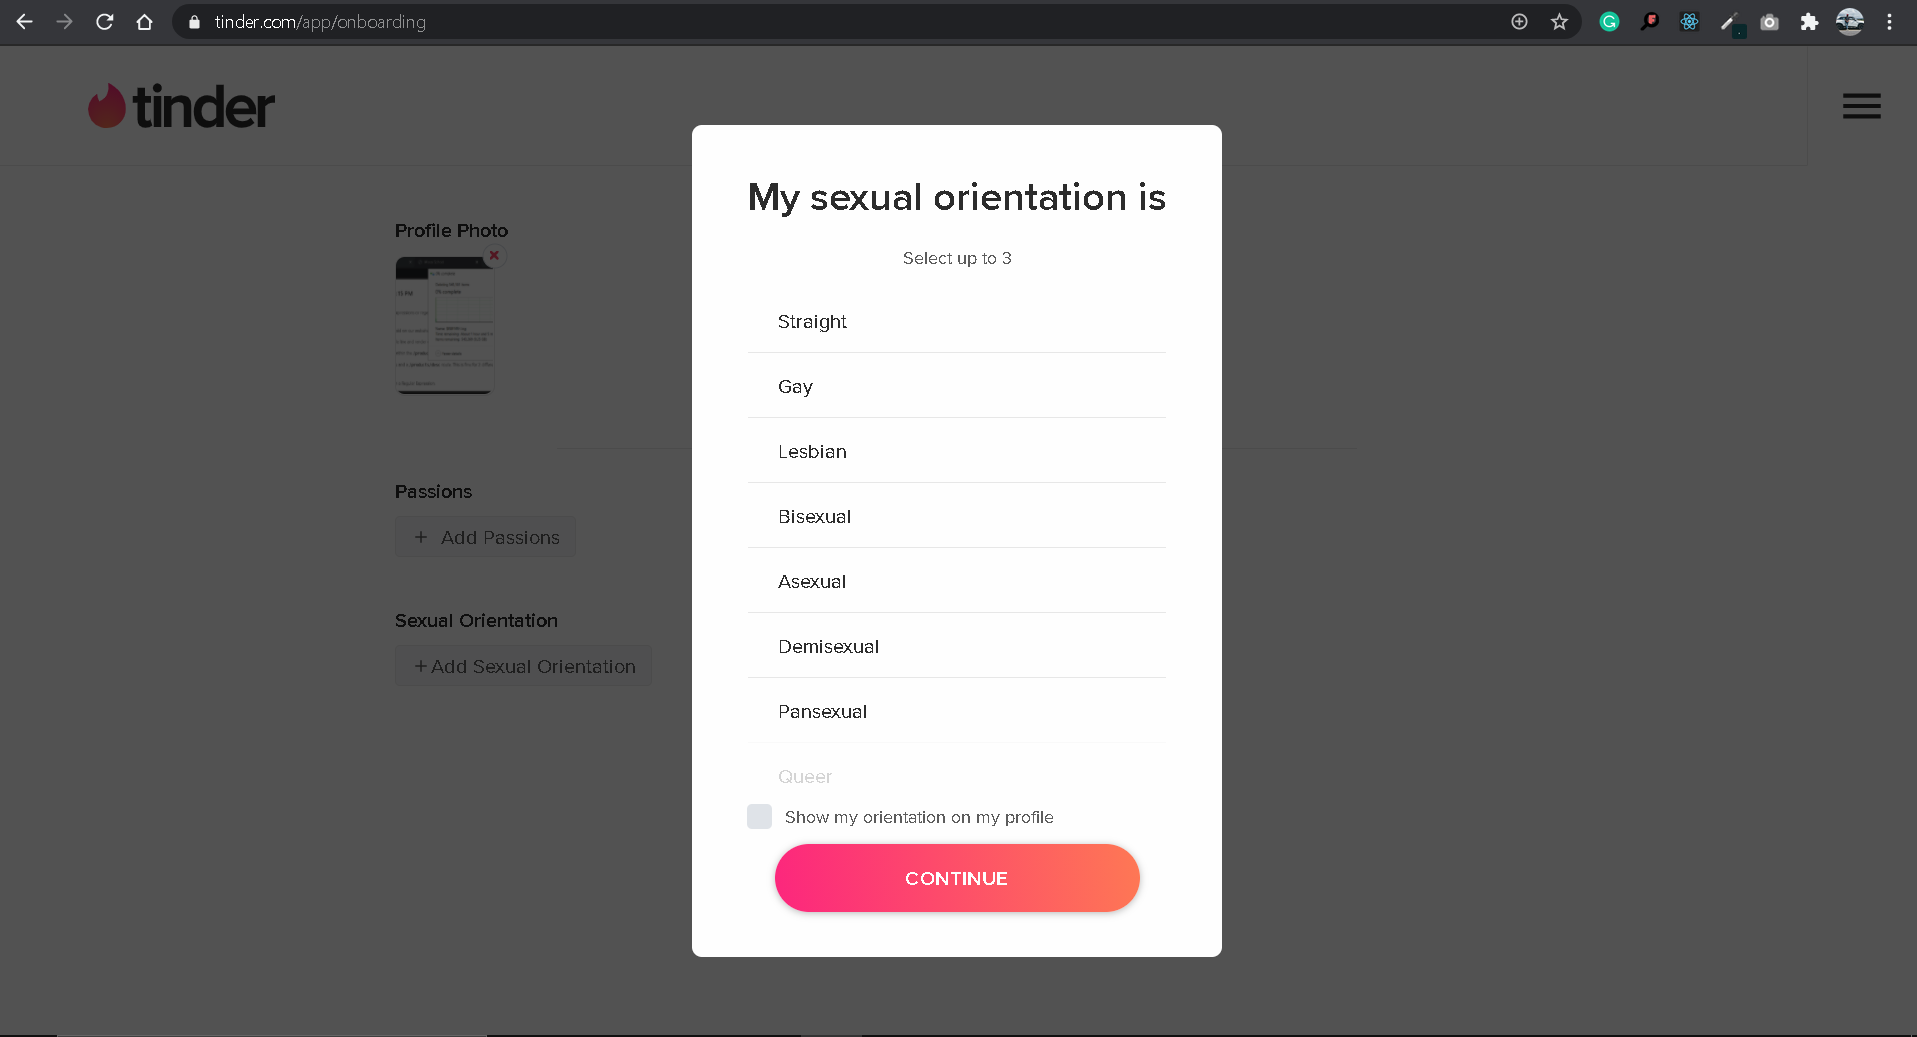 tinder.com/app/onboarding
tinder
Profile Photo
Passions
+ Add Passions
Sexual Orientation
+Add Sexual Orientation
My sexual orientation is
Select up to 3
Straight
Gay
Lesbian
Bisexual
Asexual
Demisexual
Pansexual
Queer
Show my orientation on my profile
CONTINUE